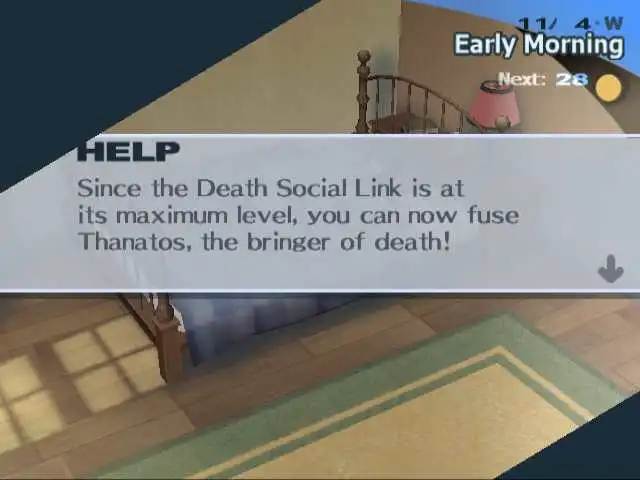 11/ 4·W
Early Morning
Next: 28
HELP
Since the Death Social Link is at
its maximum level, you can now fuse
Thanatos, the bringer of death!